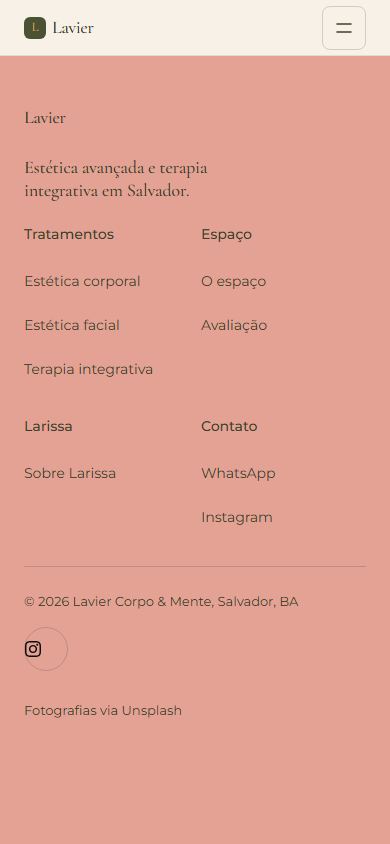 L Lavier
Lavier
Estética avançada e terapia
integrativa em Salvador.
Tratamentos
Estética corporal
Estética facial
Terapia integrativa
Espaço
O espaço
Avaliação
Larissa
Sobre Larissa
Contato
WhatsApp
Instagram
© 2026 Lavier Corpo & Mente, Salvador, BA
Fotografias via Unsplash